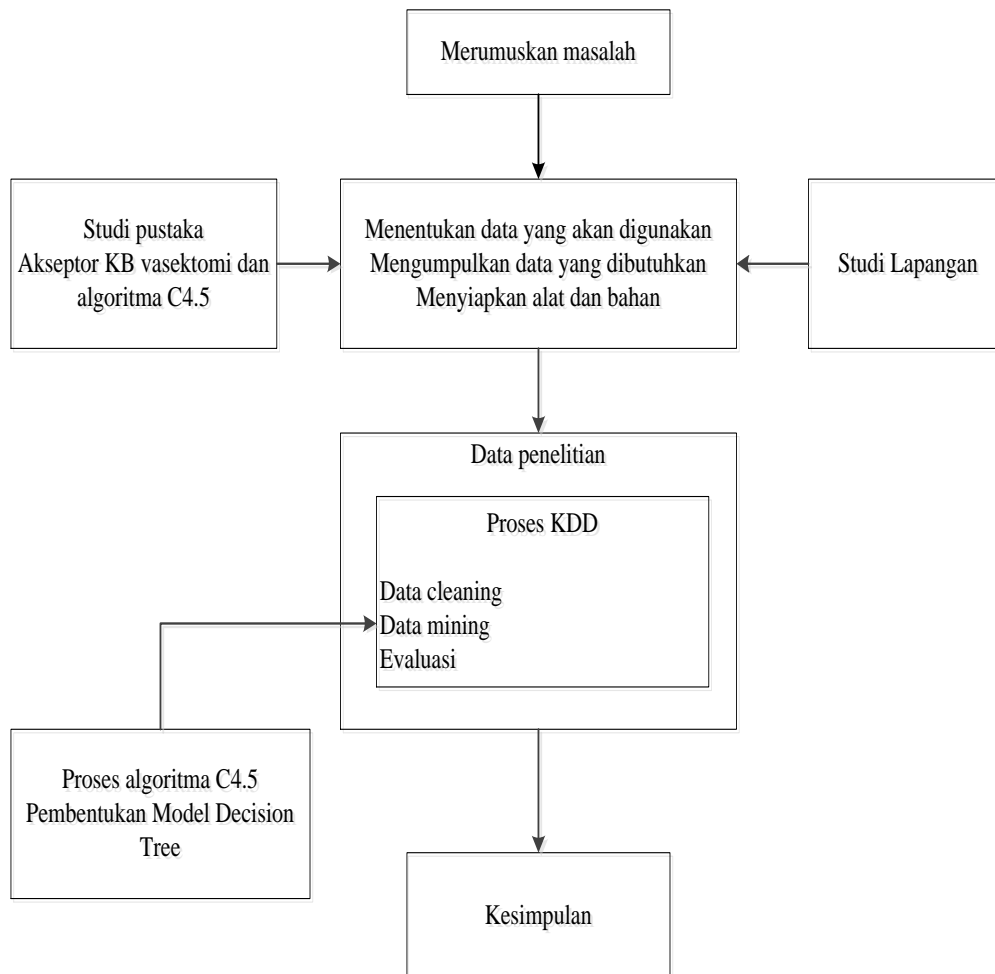 Merumuskan masalah
Studi pustaka
Akseptor KB vasektomi dan
algoritma C4.5
Menentukan data yang akan digunakan
Mengumpulkan data yang dibutuhkan
Menyiapkan alat dan bahan
Studi Lapangan
Data penelitian
Proses KDD
Data cleaning
Data mining
Evaluasi
Proses algoritma C4.5
Pembentukan Model Decision
Tree
Kesimpulan